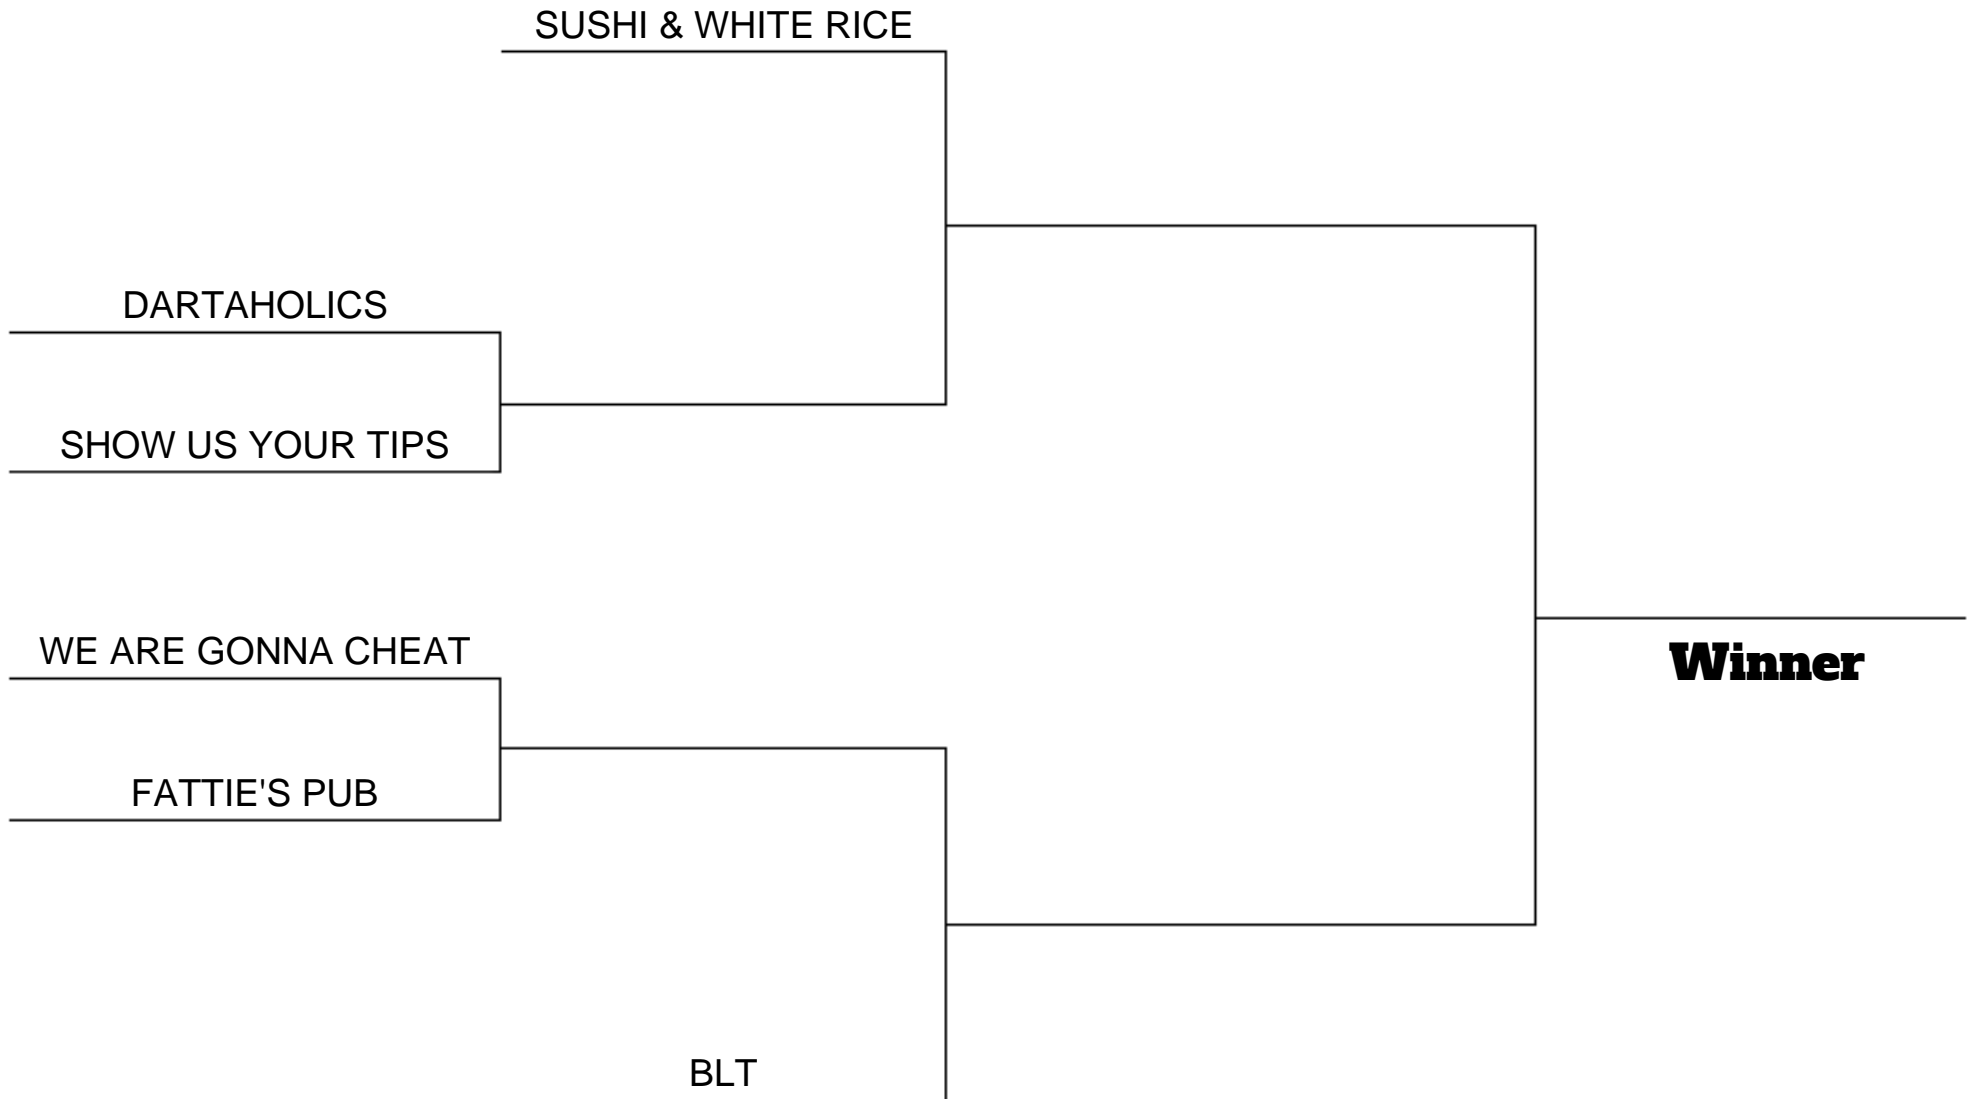 SUSHI & WHITE RICE
DARTAHOLICS
SHOW US YOUR TIPS
WE ARE GONNA CHEAT
Winner
FATTIE'S PUB
BLT